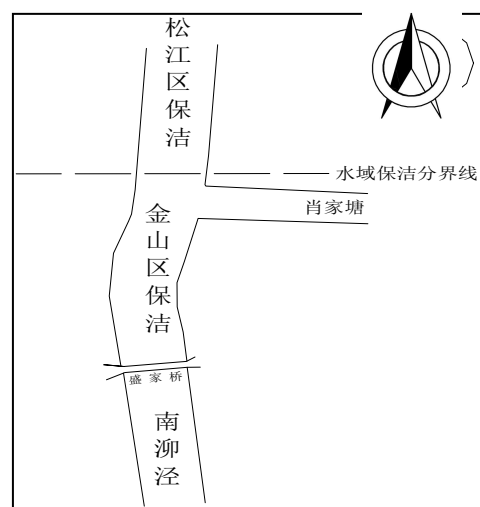 松江区保洁
水域保洁分界线
肖家塘
金山区保洁
盛家桥
南泖泾